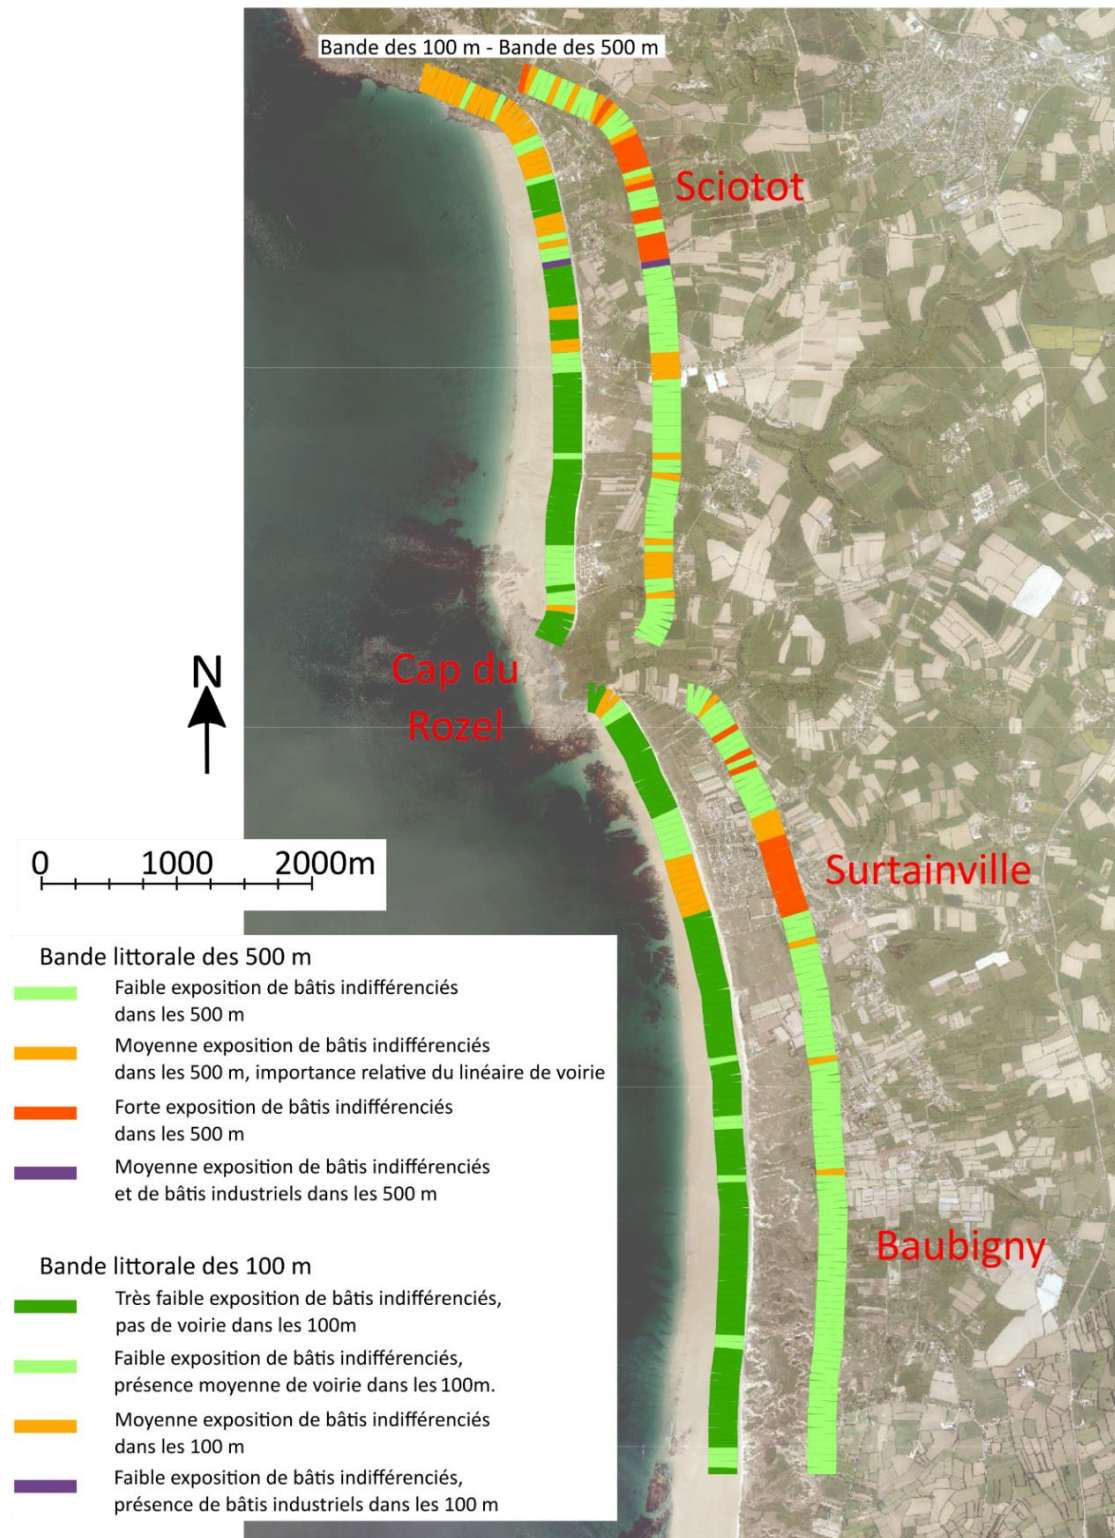 Bande des 100 m - Bande des 500 m
Sciotot
Cap du
Rozel
N
0 1000 2000m
Surtainville
Bande littorale des 500 m
Faible exposition de bâtis indifférenciés
dans les 500 m
Moyenne exposition de bâtis indifférenciés
dans les 500 m, importance relative du linéaire de voirie
Forte exposition de bâtis indifférenciés
dans les 500 m
Moyenne exposition de bâtis indifférenciés
et de bâtis industriels dans les 500 m
Baubigny
Bande littorale des 100 m
Très faible exposition de bâtis indifférenciés,
pas de voirie dans les 100m
Faible exposition de bâtis indifférenciés,
présence moyenne de voirie dans les 100m.
Moyenne exposition de bâtis indifférenciés
dans les 100 m
Faible exposition de bâtis indifférenciés,
présence de bâtis industriels dans les 100 m